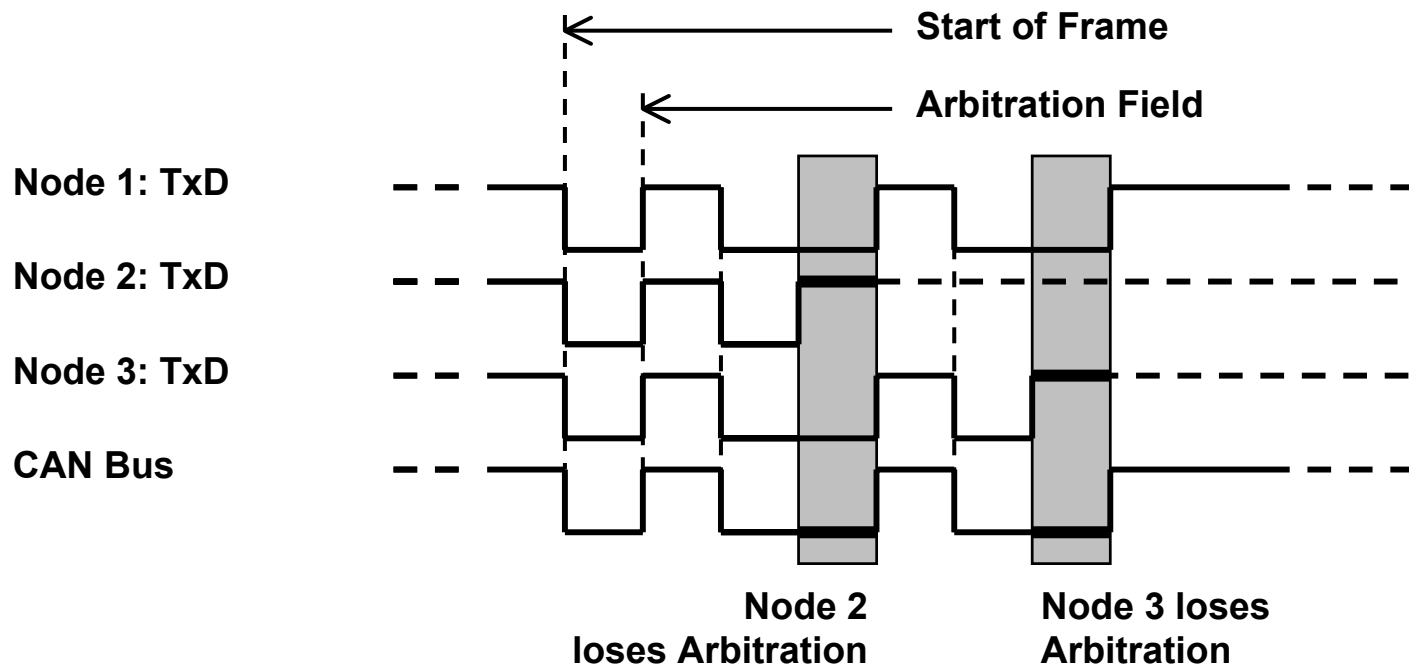 Start of Frame
Arbitration Field
Node 1: TxD
Node 2: TxD
Node 3: TxD
CAN Bus
Node 2
loses Arbitration
Node 3 loses
Arbitration